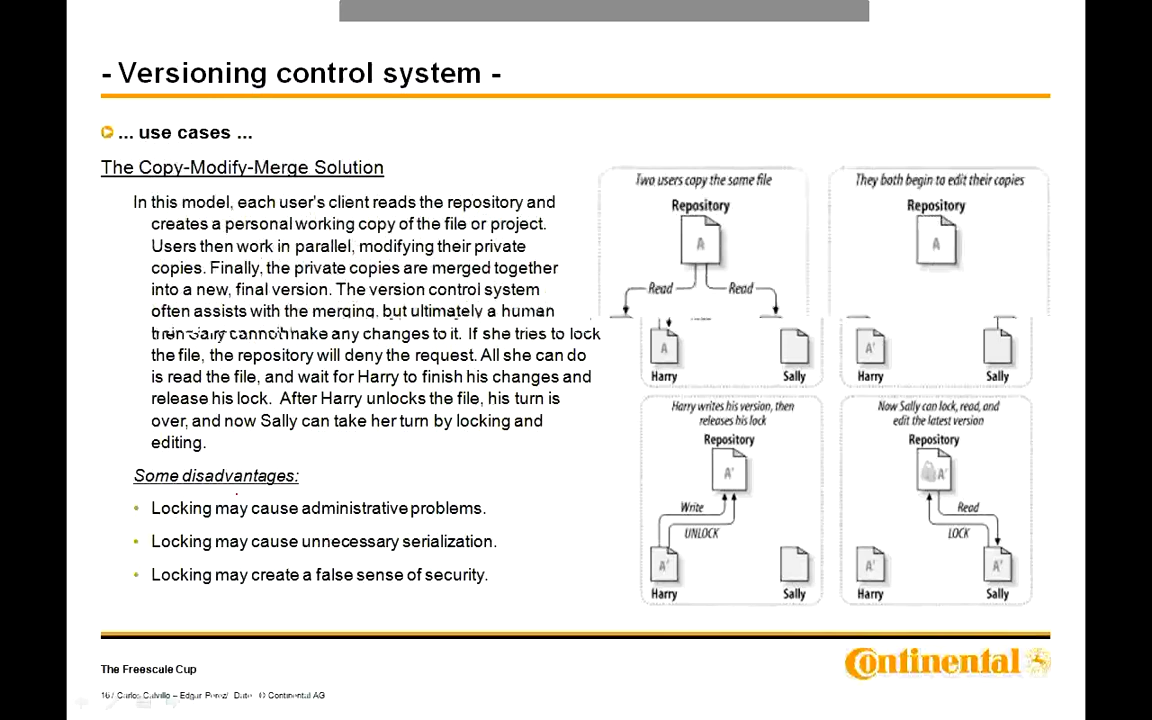 - Versioning control system -
... use cases ...
The Copy-Modify-Merge Solution
In this model, each user's client reads the repository and
creates a personal working copy of the file or project.
Users then work in parallel, modifying their private
copies. Finally, the private copies are merged together
into a new, final version. The version control system
often assists with the merging, but ultimately a human
make any changes to it. If she tries to lock
the file, the repository will deny the request. All she can do
is read the file, and wait for Harry to finish his changes and
release his lock. After Harry unlocks the file, his turn is
over, and now Sally can take her turn by locking and
editing.
Some disadvantages:
• Locking may cause administrative problems.
• Locking may cause unnecessary serialization.
• Locking may create a false sense of security.
Two users copy the same file
Repository
A
Read
Read
They both begin to edit their copies
Repository
A
A
Harry
Sally
A'
Harry
Sally
Harry writes his version, then
releases his lock
Repository
A'
Write
UNLOCK
A'
Harry
Sally
Now Sally can lock, read, and
edit the latest version
Repository
A'
Read
LOCK
A'
Harry
A'
Sally
The Freescale Cup
Continental
Carlos Calvillo – Edgar © Continental AG